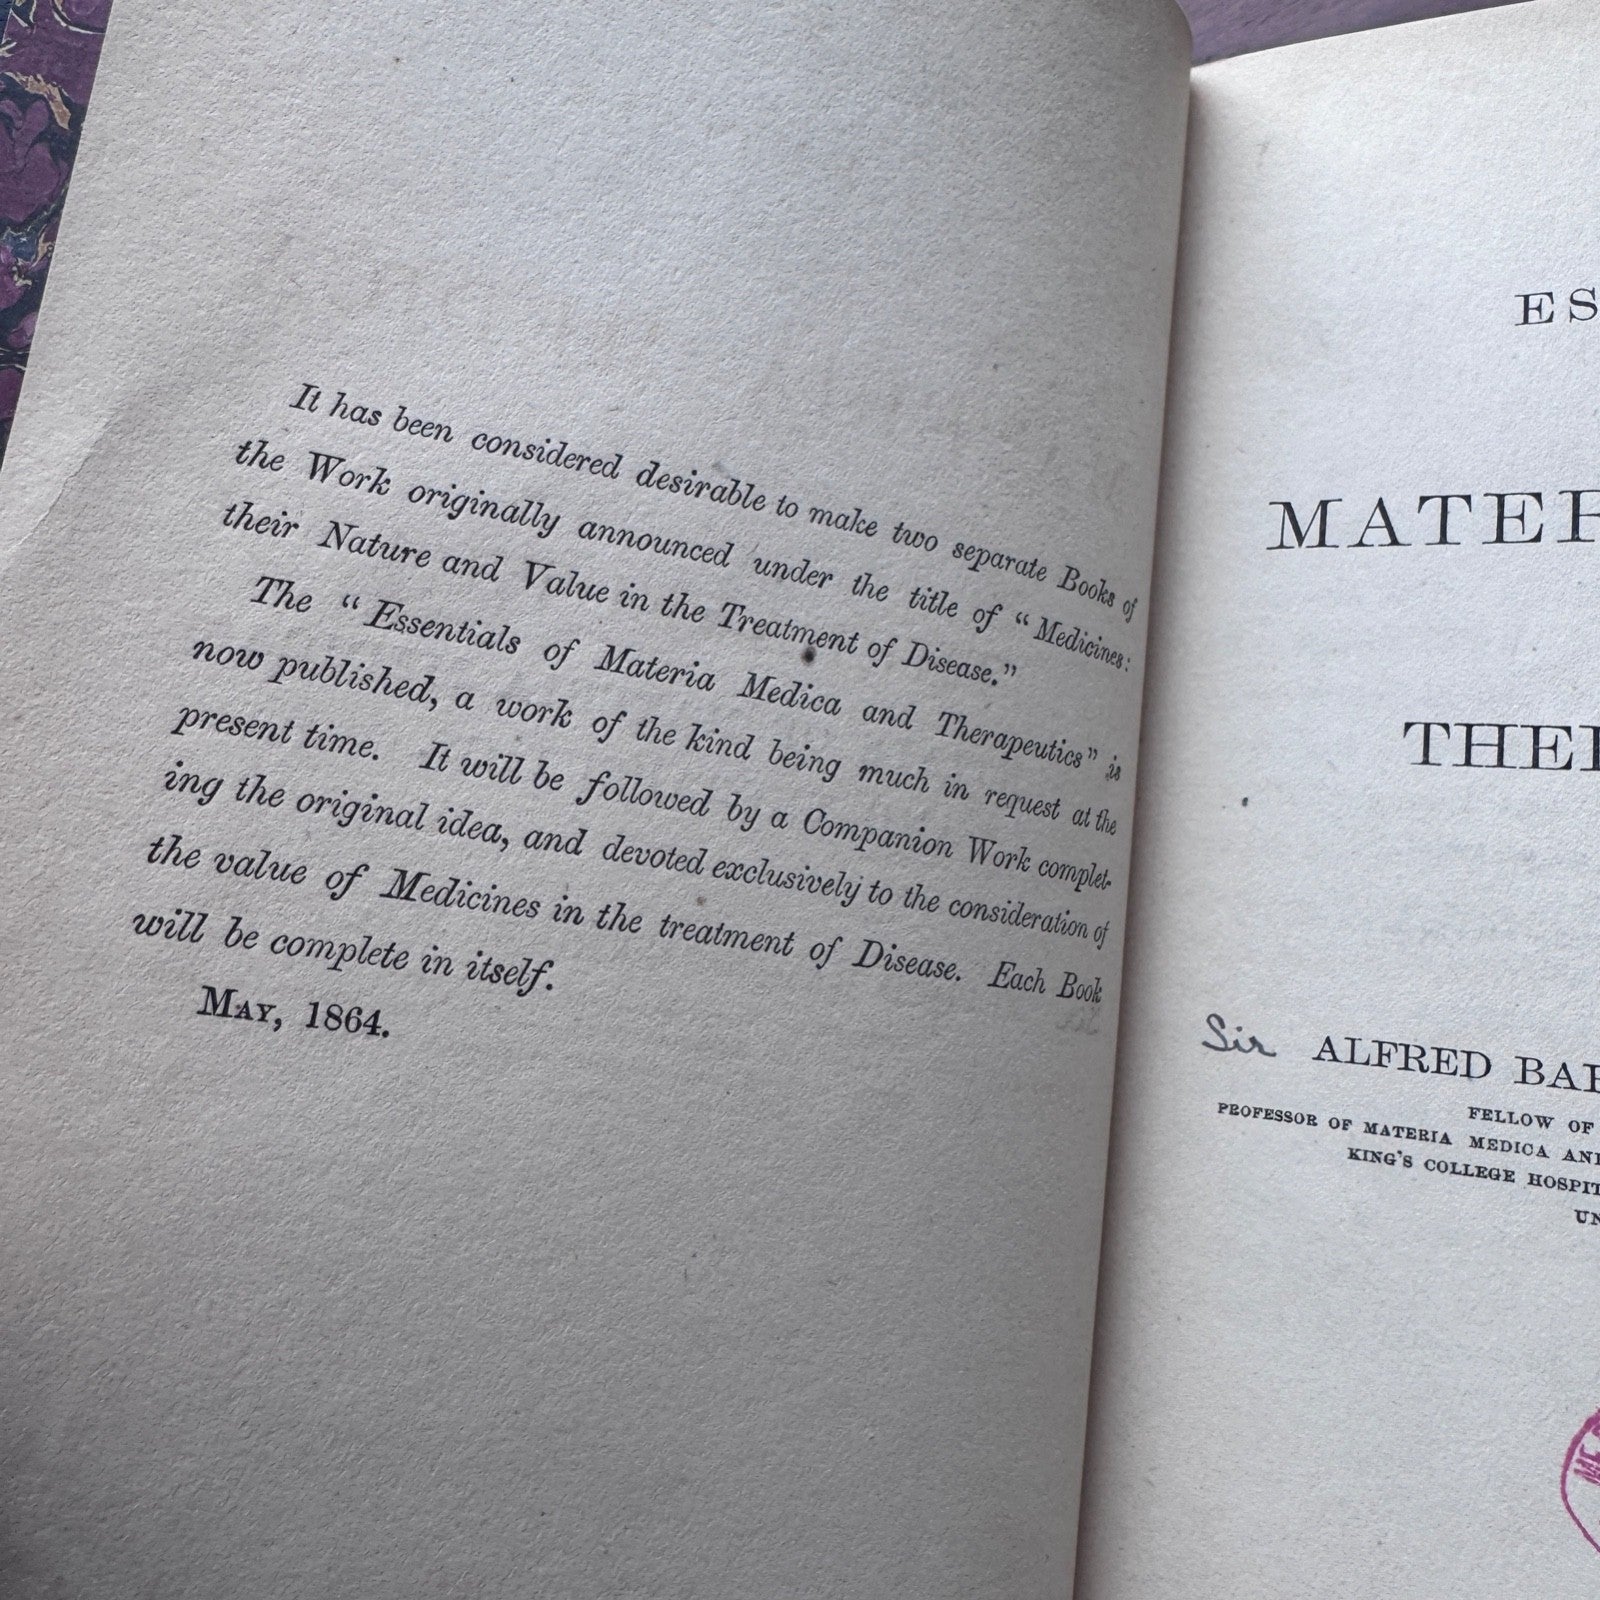 It has been considered desirable to make two separate Books of
the Work originally announced under the title of "Medicines:
their Nature and Value in the Treatment of Disease."
The "Essentials of Materia Medica and Therapeutics" is
now published, a work of the kind being much in request at the
present time. It will be followed by a Companion Work complet-
ing the original idea, and devoted exclusively to the consideration of
the value of Medicines in the treatment of Disease. Each Book
will be complete in itself.
MAY, 1864.
ES
MATER
THE
Sir ALFRED BA
FELLOW OF
PROFESSOR OF MATERIA MEDICA AN
KING'S COLLEGE HOSPIT
UN